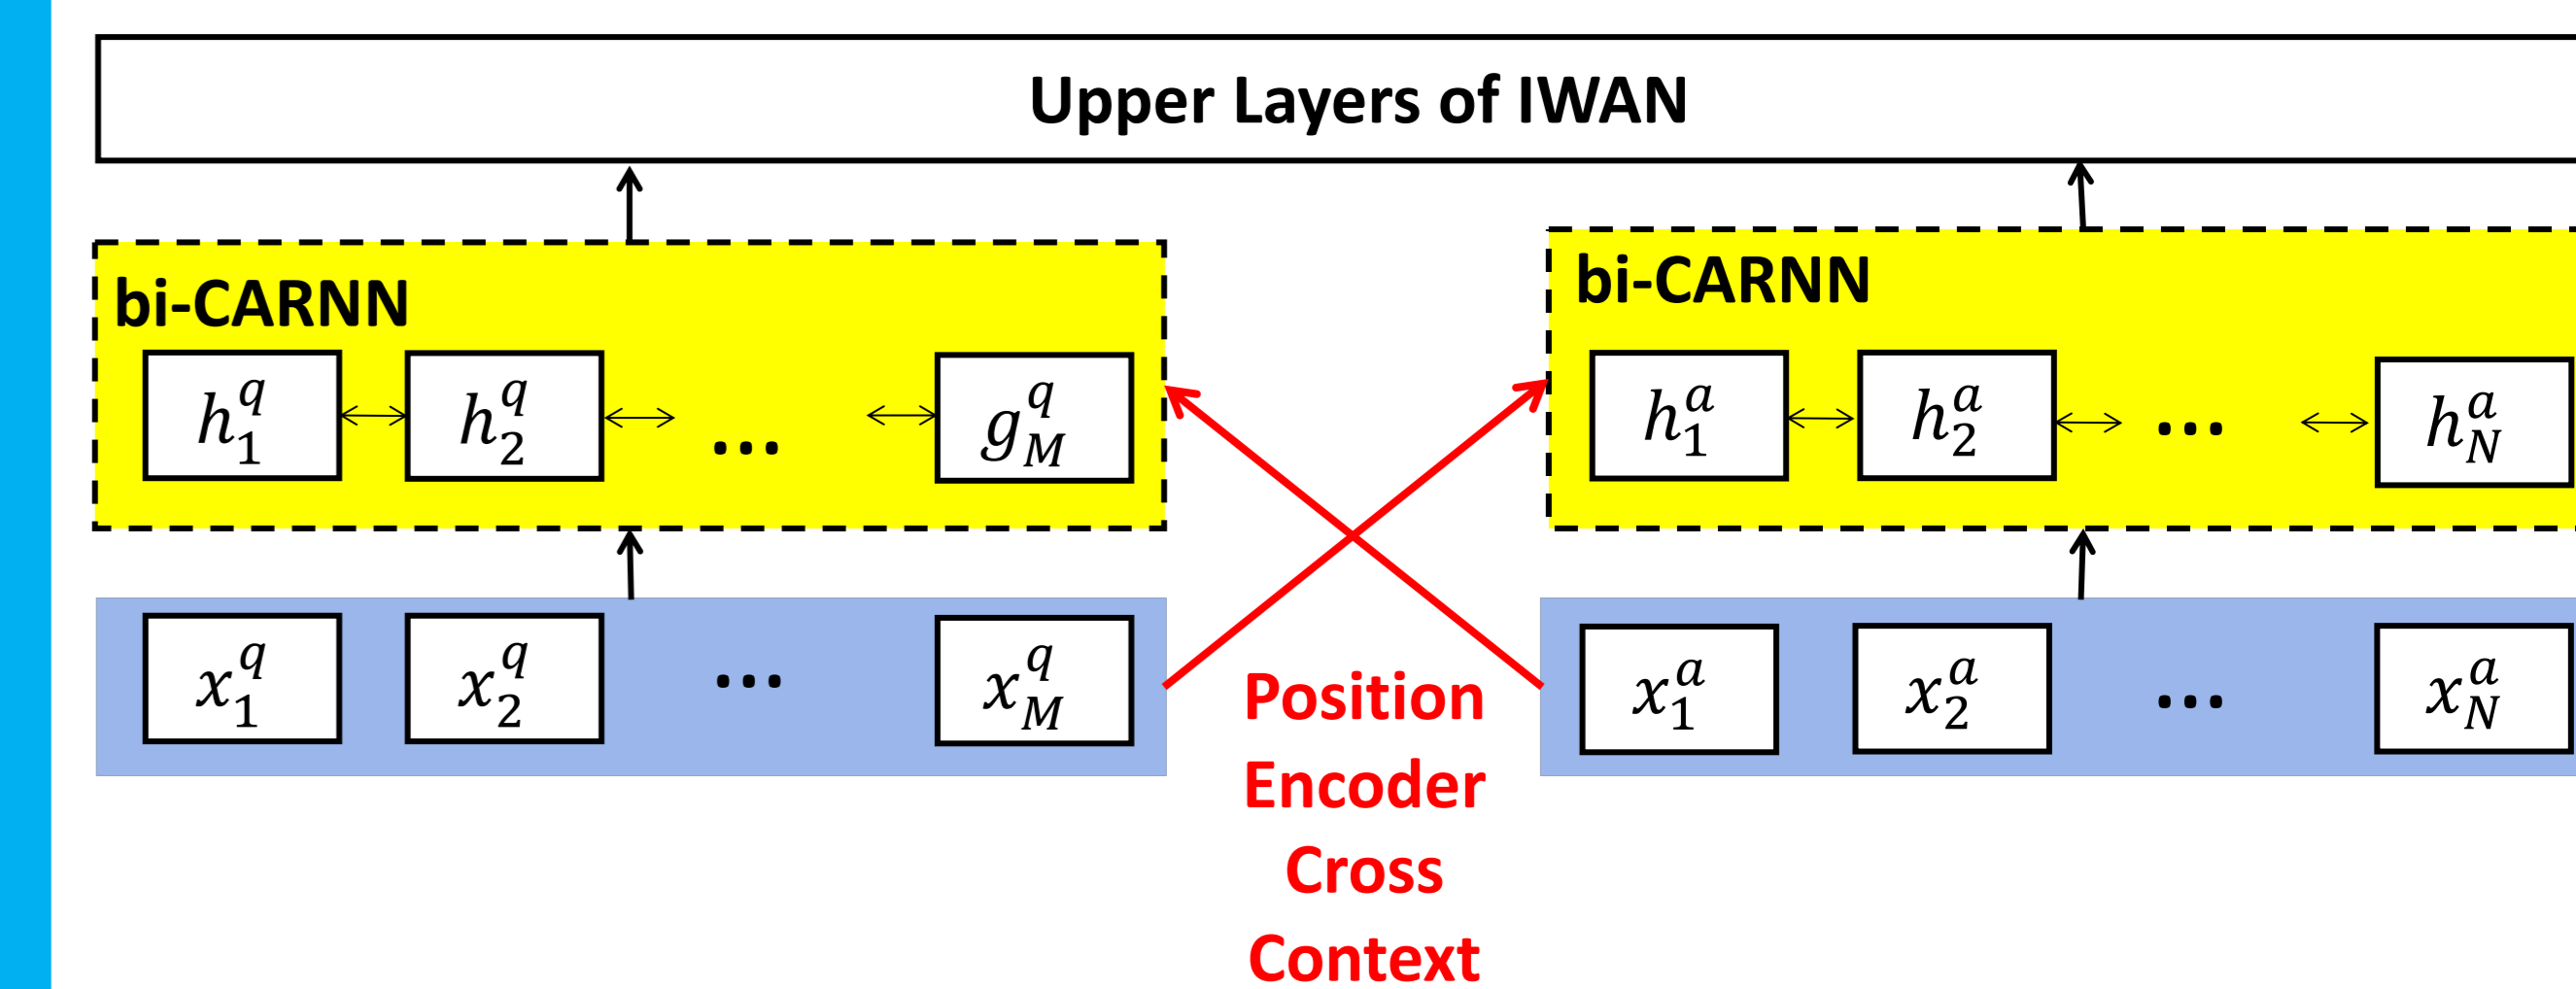 Upper Layers of IWAN
bi-CARNN
bi-CARNN
h_1^q h_2^q ... g_M^q
h_1^a h_2^a ... h_N^a
x_1^q x_2^q ... x_M^q
x_1^a x_2^a ... x_N^a
Position
Encoder
Cross
Context